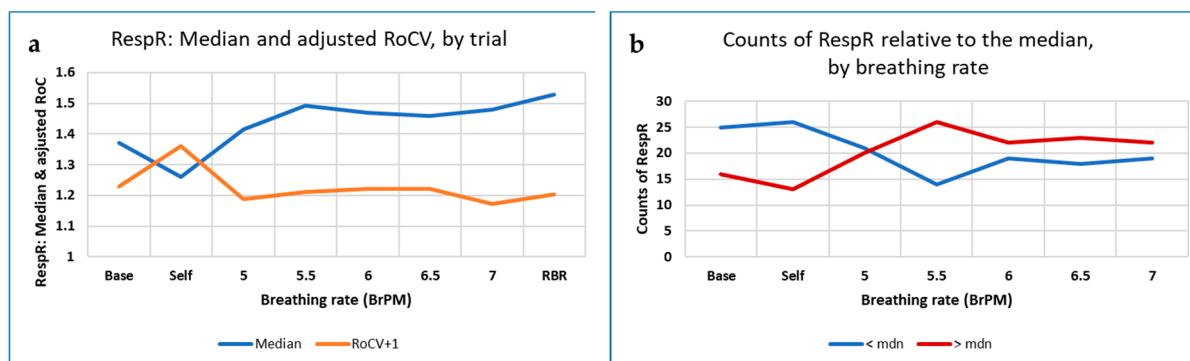 a
RespR: Median and adjusted RoCV, by trial
RespR: Median & adjusted RoC
1.6
1.5
1.4
1.3
1.2
1.1
1
Base Self 5 5.5 6 6.5 7 RBR
Breathing rate (BrPM)
Median RoCV+1
b
Counts of RespR relative to the median,
by breathing rate
Counts of RespR
30
25
20
15
10
5
0
Base Self 5 5.5 6 6.5 7
Breathing rate (BrPM)
< mdn > mdn